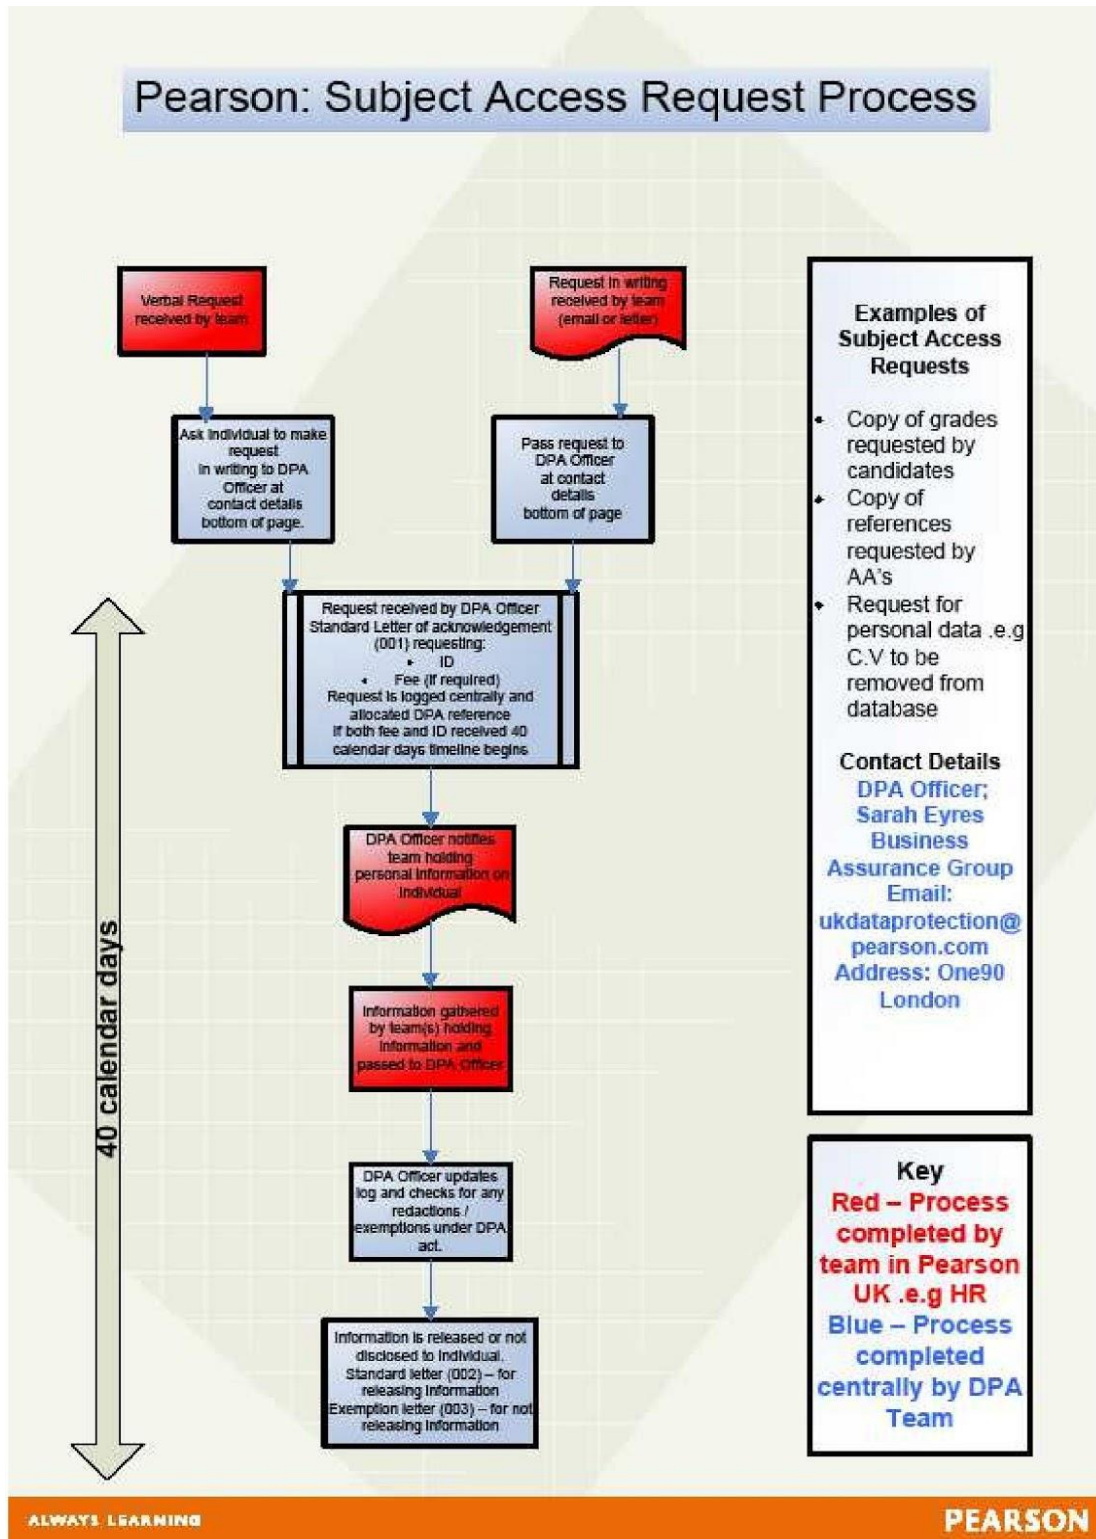 Pearson: Subject Access Request Process
Verbal Request
received by team
Request in writing
received by team
(email or letter)
Ask individual to make
request
in writing to DPA
Officer at
contact details
bottom of page.
Pass request to
DPA Officer
at contact
details
bottom of page
Request received by DPA Officer
Standard Letter of acknowledgement
(001) requesting:
• ID
• Fee (if required)
Request is logged centrally and
allocated DPA reference
If both fee and ID received 40
calendar days timeline begins
DPA Officer notifies
team holding
personal information on
individual
Information gathered
by team(s) holding
information and
passed to DPA Officer
DPA Officer updates
log and checks for any
redactions /
exemptions under DPA
act.
Information is released or not
disclosed to individual.
Standard letter (002) – for
releasing information
Exemption letter (003) – for not
releasing information
40 calendar days
Examples of
Subject Access
Requests
• Copy of grades
requested by
candidates
• Copy of
references
requested by
AA's
• Request for
personal data .e.g
C.V to be
removed from
database
Contact Details
DPA Officer;
Sarah Eyres
Business
Assurance Group
Email:
ukdataprotection@
pearson.com
Address: One90
London
Key
Red – Process
completed by
team in Pearson
UK .e.g HR
Blue – Process
completed
centrally by DPA
Team
ALWAYS LEARNING
PEARSON